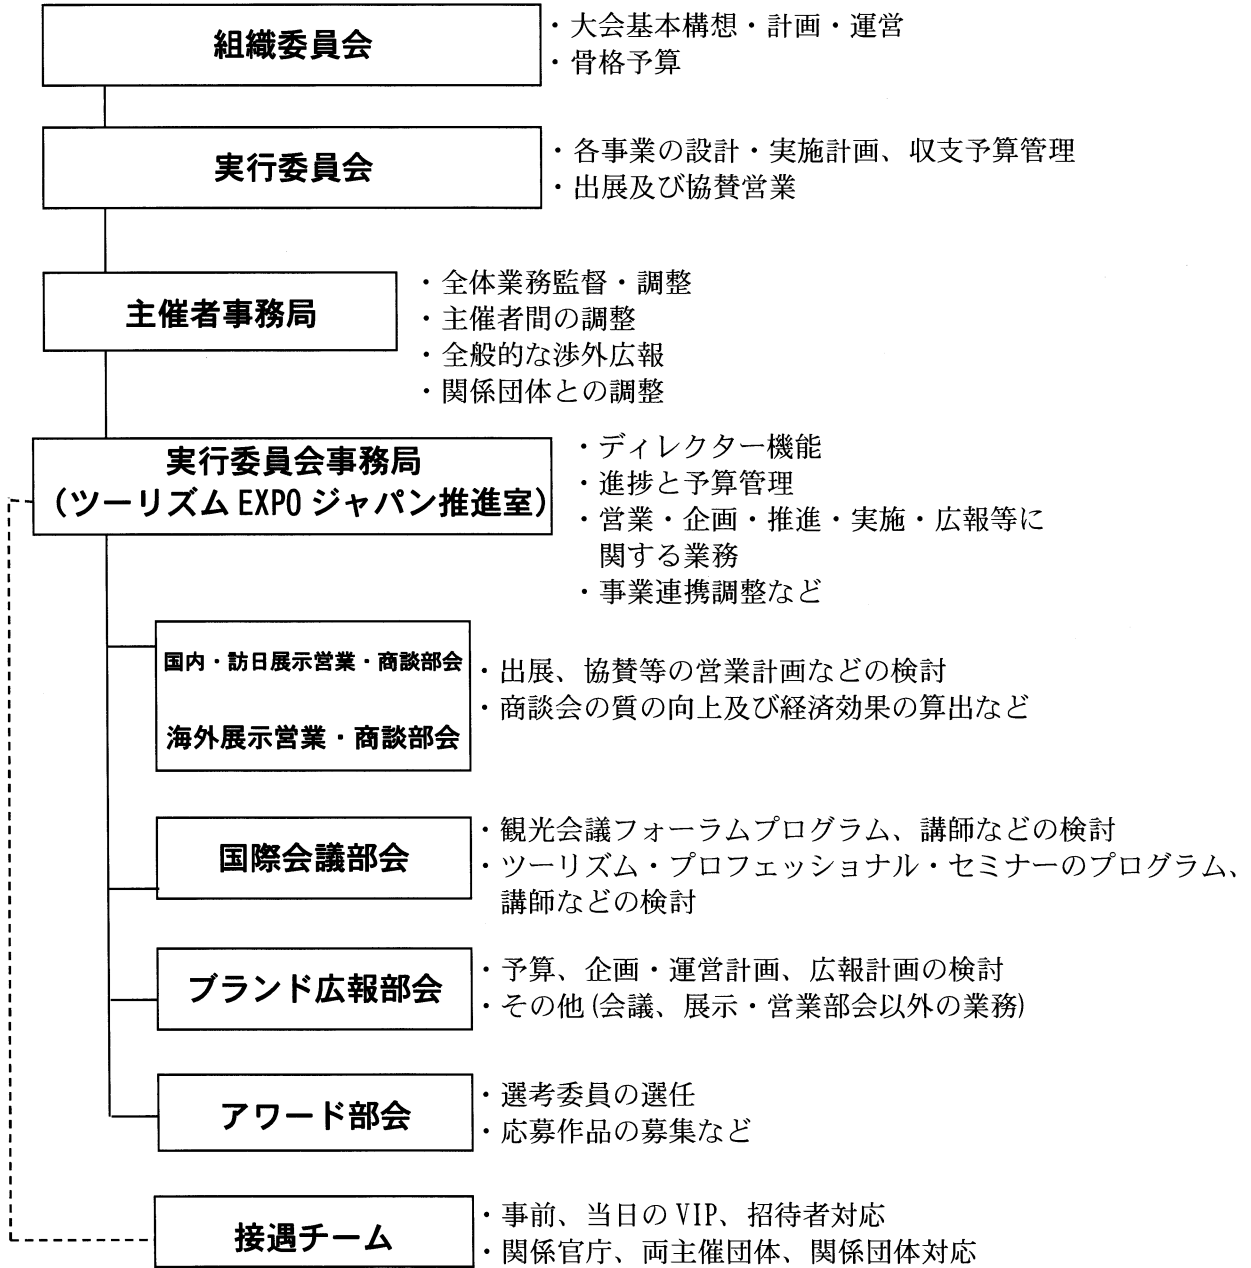 組織委員会
・大会基本構想・計画・運営
・骨格予算
実行委員会
・各事業の設計・実施計画、収支予算管理
・出展及び協賛営業
主催者事務局
・全体業務監督・調整
・主催者間の調整
・全般的な渉外広報
・関係団体との調整
実行委員会事務局
（ツーリズム EXPO ジャパン推進室）
・ディレクター機能
・進捗と予算管理
・営業・企画・推進・実施・広報等に
関する業務
・事業連携調整など
国内・訪日展示営業・商談部会
海外展示営業・商談部会
・出展、協賛等の営業計画などの検討
・商談会の質の向上及び経済効果の算出など
国際会議部会
・観光会議フォーラムプログラム、講師などの検討
・ツーリズム・プロフェッショナル・セミナーのプログラム、
講師などの検討
ブランド広報部会
・予算、企画・運営計画、広報計画の検討
・その他 (会議、展示・営業部会以外の業務)
アワード部会
・選考委員の選任
・応募作品の募集など
接遇チーム
・事前、当日の VIP、招待者対応
・関係官庁、両主催団体、関係団体対応